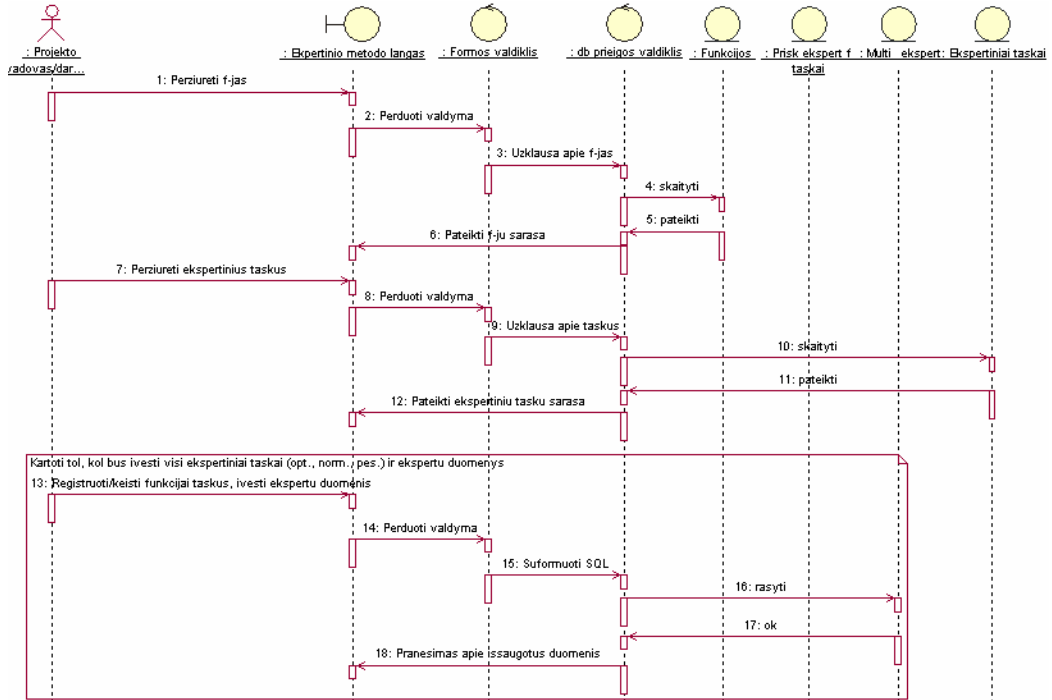 : Projekto
vadovas/dar...
: Ekpertinio metodo langas
: Formos valdiklis
: db prieigos valdiklis
: Funkcijos
: Prisk ekspert f
taskai
: Multi ekspert
: Ekspertiniai taskai
1: Perziureti f-jas
2: Perduoti valdyma
3: Uzklausa apie f-jas
4: skaityti
5: pateikti
6: Pateikti f-ju sarasa
7: Perziureti ekspertinius taskus
8: Perduoti valdyma
9: Uzklausa apie taskus
10: skaityti
11: pateikti
12: Pateikti ekspertiniu tasku sarasa
Kartoti tol, kol bus ivesti visi ekspertiniai taskai (opt., norm., pes.) ir ekspertu duomenys
13: Registruoti/keisti funkcijai taskus, ivesti ekspertu duomenis
14: Perduoti valdyma
15: Suformuoti SQL
16: rasyti
17: ok
18: Pranesimas apie issaugotus duomenis